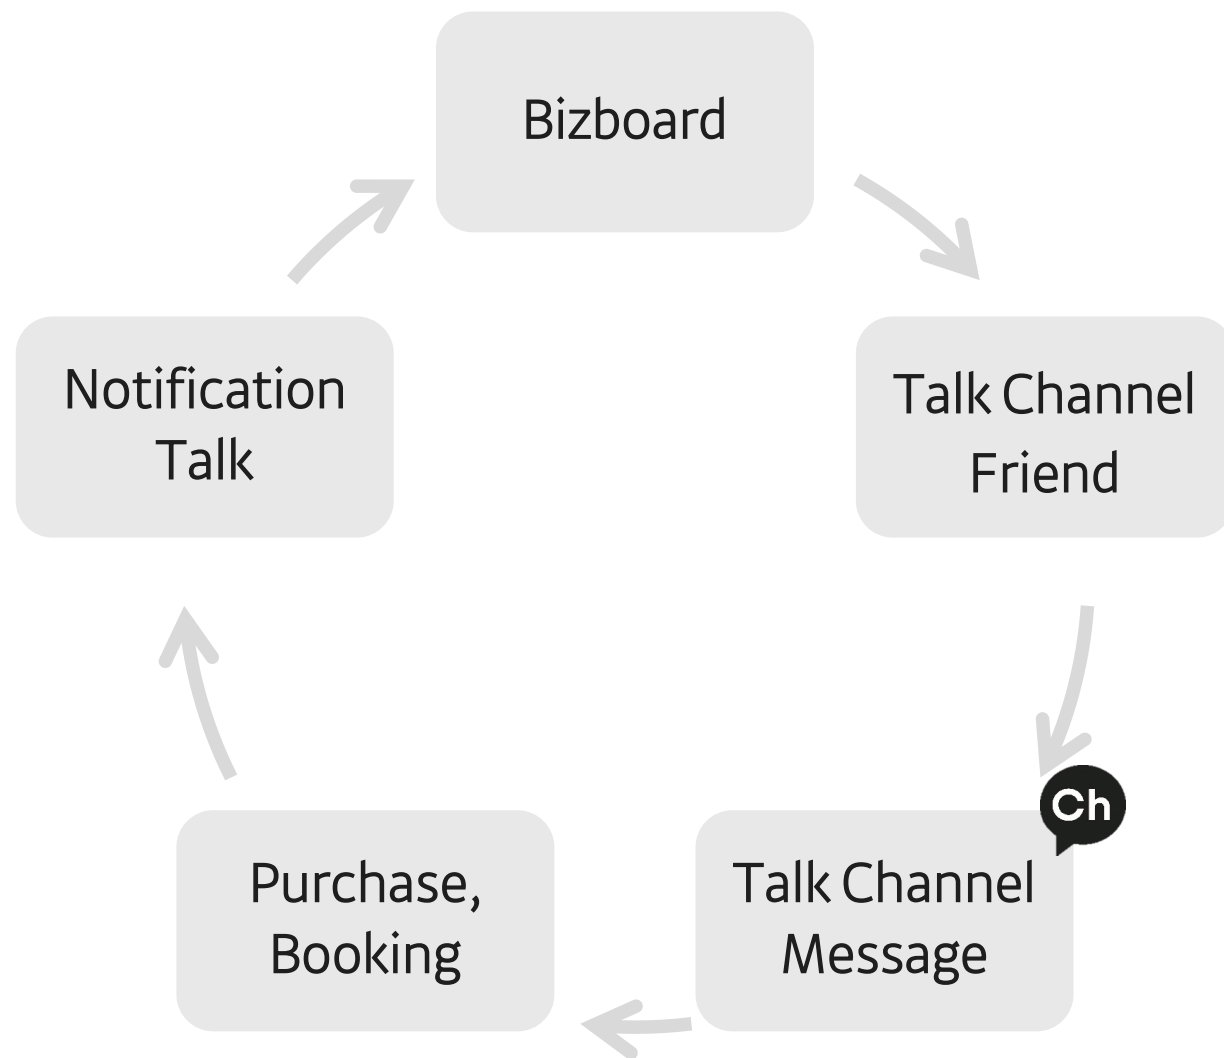 Bizboard
Notification
Talk
Talk Channel
Friend
Ch
Purchase,
Booking
Talk Channel
Message